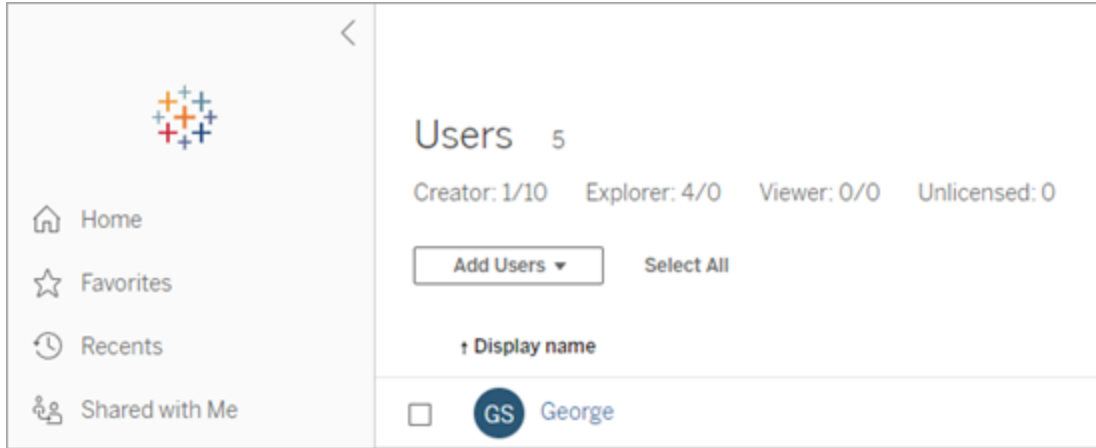 Users 5
Creator: 1/10 Explorer: 4/0 Viewer: 0/0 Unlicensed: 0
Home
Favorites
Recents
Shared with Me
Add Users Select All
Display name
GS George